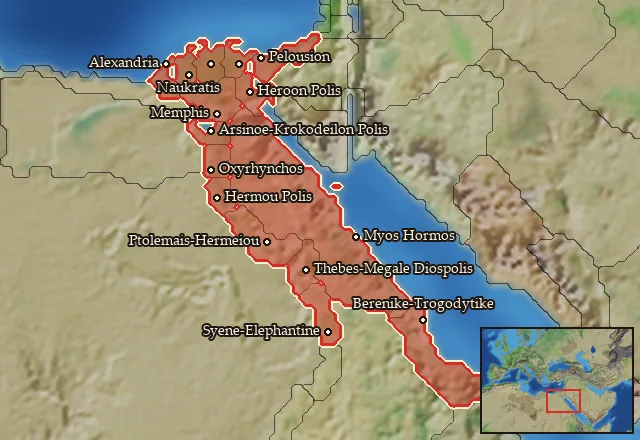 Alexandria
Pelousion
Naukratis
Heroon Polis
Memphis
Arsinoe-Krokodeilon Polis
Oxyrhynchos
Hermou Polis
Ptolemais-Hermeiou
Myos Hormos
Thebes-Megale Diospolis
Berenike-Trogodytike
Syene-Elephantine